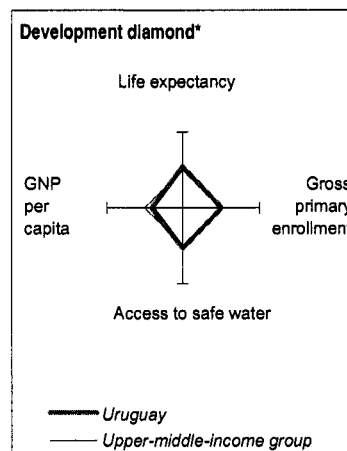 Development diamond*
Life expectancy
GNP
per
capita
Gross
primary
enrollment
Access to safe water
Uruguay
Upper-middle-income group